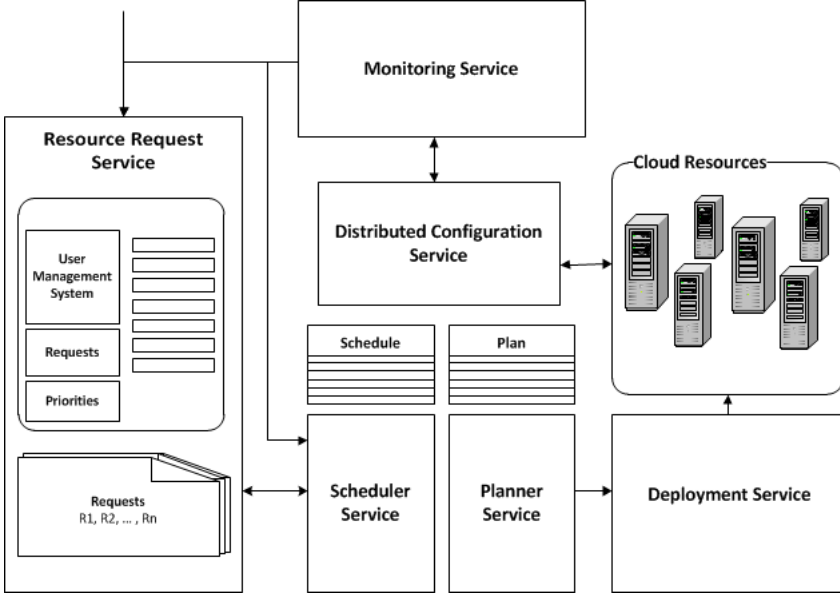 Monitoring Service
Resource Request
Service
Cloud Resources
Distributed Configuration
Service
User
Management
System
Requests
Priorities
Schedule
Plan
Requests
R1, R2, ... , Rn
Scheduler
Service
Planner
Service
Deployment Service